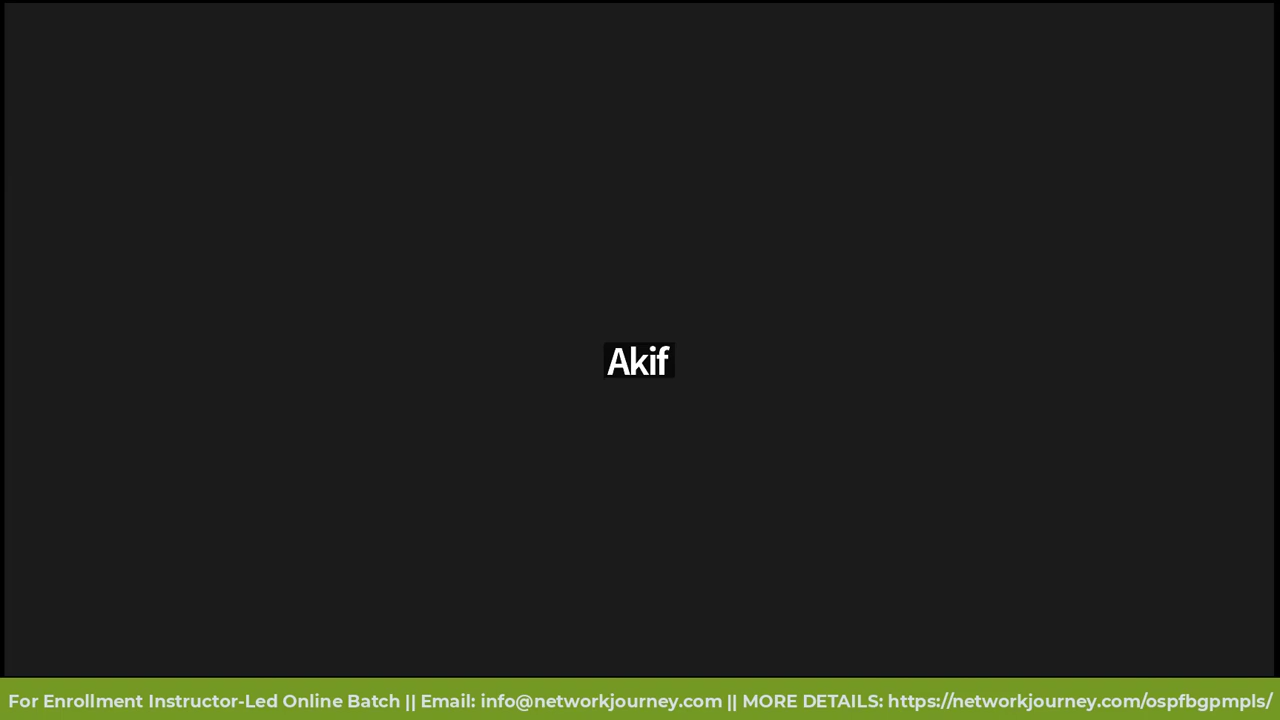 Akif
For Enrollment Instructor-Led Online Batch || Email: info@networkjourney.com || MORE DETAILS: https://networkjourney.com/ospfbgpmpls/